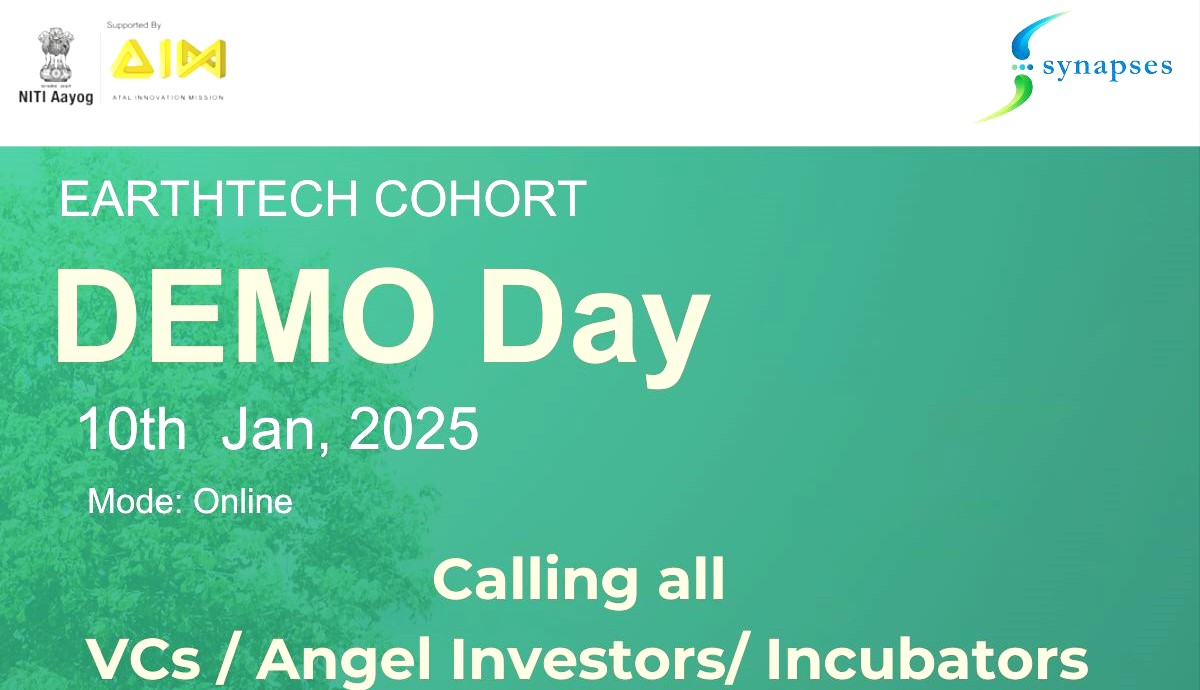 Supported By
AIM
NITI Aayog
ATAL INNOVATION MISSION
synapses
EARTHTECH COHORT
DEMO Day
10th Jan, 2025
Mode: Online
Calling all
VCs / Angel Investors/ Incubators